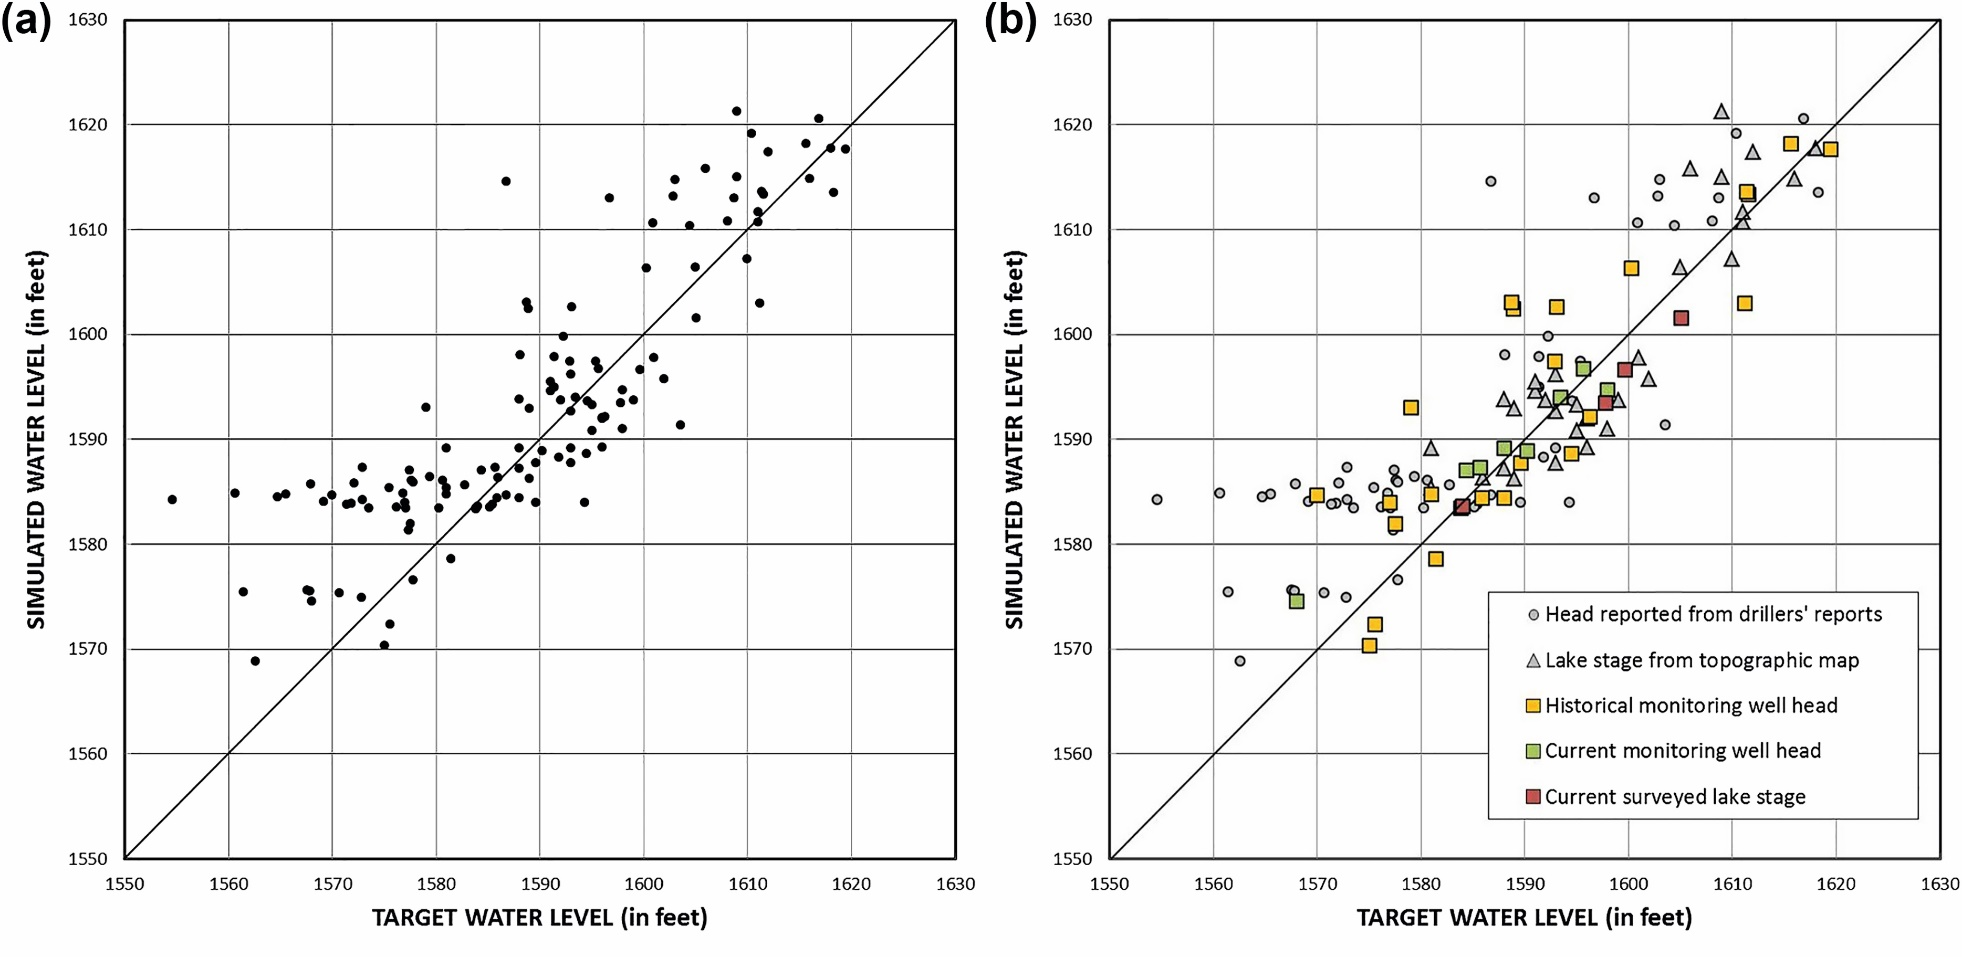 (a)
1630
1620
1610
1600
1590
1580
1570
1560
1550
SIMULATED WATER LEVEL (in feet)
1550 1560 1570 1580 1590 1600 1610 1620 1630
TARGET WATER LEVEL (in feet)
(b)
1630
1620
1610
1600
1590
1580
1570
1560
1550
SIMULATED WATER LEVEL (in feet)
Head reported from drillers' reports
Lake stage from topographic map
Historical monitoring well head
Current monitoring well head
Current surveyed lake stage
1550 1560 1570 1580 1590 1600 1610 1620 1630
TARGET WATER LEVEL (in feet)